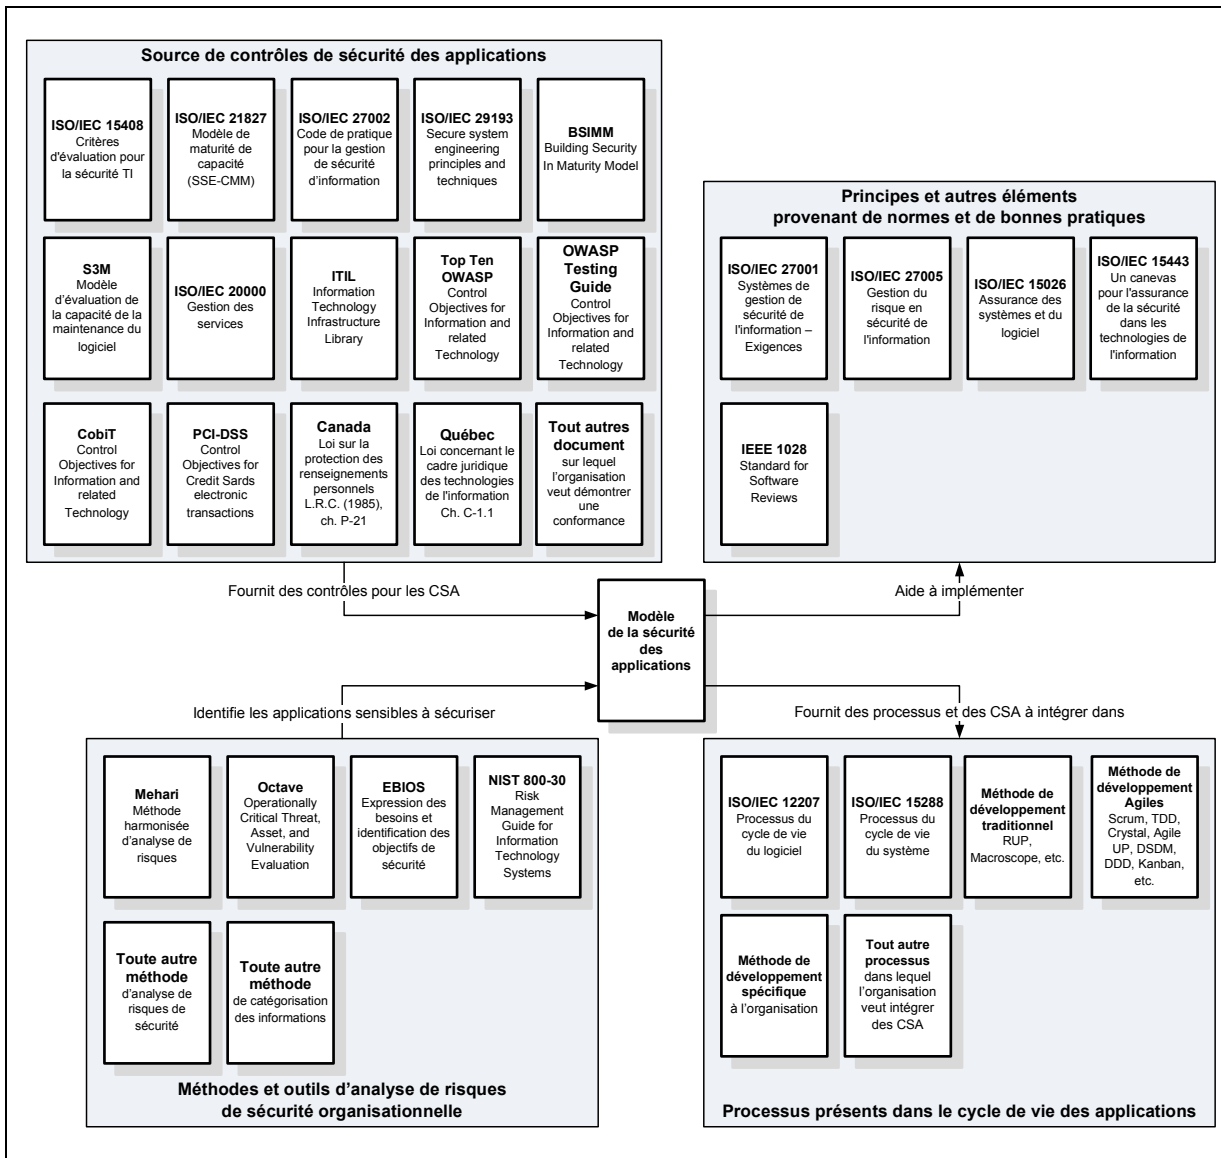 Source de contrôles de sécurité des applications
ISO/IEC 15408
Critères
d'évaluation pour
la sécurité TI
ISO/IEC 21827
Modèle de
maturité de
capacité
(SSE-CMM)
ISO/IEC 27002
Code de pratique
pour la gestion
de sécurité
d'information
ISO/IEC 29193
Secure system
engineering
principles and
techniques
BSIMM
Building Security
In Maturity Model
S3M
Modèle
d'évaluation de
la capacité de la
maintenance du
logiciel
ISO/IEC 20000
Gestion des
services
ITIL
Information
Technology
Infrastructure
Library
Top Ten
OWASP
Control
Objectives for
Information and
related
Technology
OWASP
Testing
Guide
Control
Objectives for
Information and
related
Technology
CobiT
Control
Objectives for
Information and
related
Technology
PCI-DSS
Control
Objectives for
Credit Sards
electronic
transactions
Canada
Loi sur la
protection des
renseignements
personnels
L.R.C. (1985),
ch. P-21
Québec
Loi concernant le
cadre juridique
des technologies
de l'information
Ch. C-1.1
Tout autres
document
sur lequel
l'organisation
veut démontrer
une
conformance
Principes et autres éléments
provenant de normes et de bonnes pratiques
ISO/IEC 27001
Systèmes de
gestion de
sécurité de
l'information –
Exigences
ISO/IEC 27005
Gestion du
risque en
sécurité de
l'information
ISO/IEC 15026
Assurance des
systèmes et du
logiciel
ISO/IEC 15443
Un canevas
pour l'assurance
de la sécurité
dans les
technologies de
l'information
IEEE 1028
Standard for
Software
Reviews
Fournit des contrôles pour les CSA
Modèle
de la sécurité
des
applications
Aide à implémenter
Identifie les applications sensibles à sécuriser
Fournit des processus et des CSA à intégrer dans
Mehari
Méthode
harmonisée
d'analyse de
risques
Octave
Operationally
Critical Threat,
Asset, and
Vulnerability
Evaluation
EBIOS
Expression des
besoins et
identification des
objectifs de
sécurité
NIST 800-30
Risk
Management
Guide for
Information
Technology
Systems
Toute autre
méthode
d'analyse de
risques de
sécurité
Toute autre
méthode
de catégorisation
des informations
Méthodes et outils d'analyse de risques
de sécurité organisationnelle
ISO/IEC 12207
Processus du
cycle de vie
du logiciel
ISO/IEC 15288
Processus du
cycle de vie
du système
Méthode de
développement
traditionnel
RUP,
Macroscope, etc.
Méthode de
développement
Agiles
Scrum, TDD,
Crystal, Agile
UP, DSDM,
DDD, Kanban,
etc.
Méthode de
développement
spécifique
à l'organisation
Tout autre
processus
dans lequel
l'organisation
veut intégrer
des CSA
Processus présents dans le cycle de vie des applications